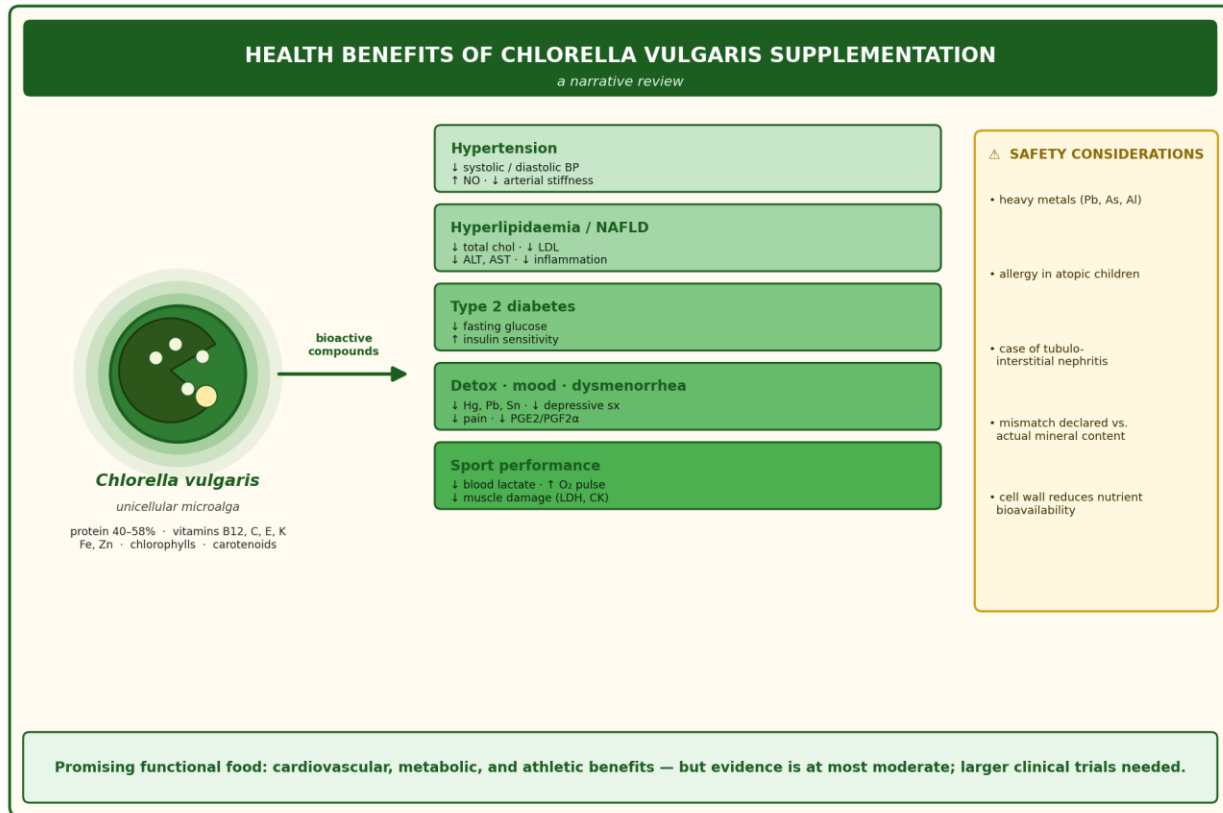 HEALTH BENEFITS OF CHLORELLA VULGARIS SUPPLEMENTATION
a narrative review
bioactive
compounds
Chlorella vulgaris
unicellular microalga
protein 40–58%  ·  vitamins B12, C, E, K
Fe, Zn  ·  chlorophylls  ·  carotenoids
Hypertension
↓ systolic / diastolic BP
↑ NO · ↓ arterial stiffness
Hyperlipidaemia / NAFLD
↓ total chol · ↓ LDL
↓ ALT, AST · ↓ inflammation
Type 2 diabetes
↓ fasting glucose
↑ insulin sensitivity
Detox · mood · dysmenorrhea
↓ Hg, Pb, Sn · ↓ depressive sx
↓ pain · ↓ PGE2/PGF2α
Sport performance
↓ blood lactate · ↑ O₂ pulse
↓ muscle damage (LDH, CK)
⚠ SAFETY CONSIDERATIONS
• heavy metals (Pb, As, Al)
• allergy in atopic children
• case of tubulo-
interstitial nephritis
• mismatch declared vs.
actual mineral content
• cell wall reduces nutrient
bioavailability
Promising functional food: cardiovascular, metabolic, and athletic benefits — but evidence is at most moderate; larger clinical trials needed.